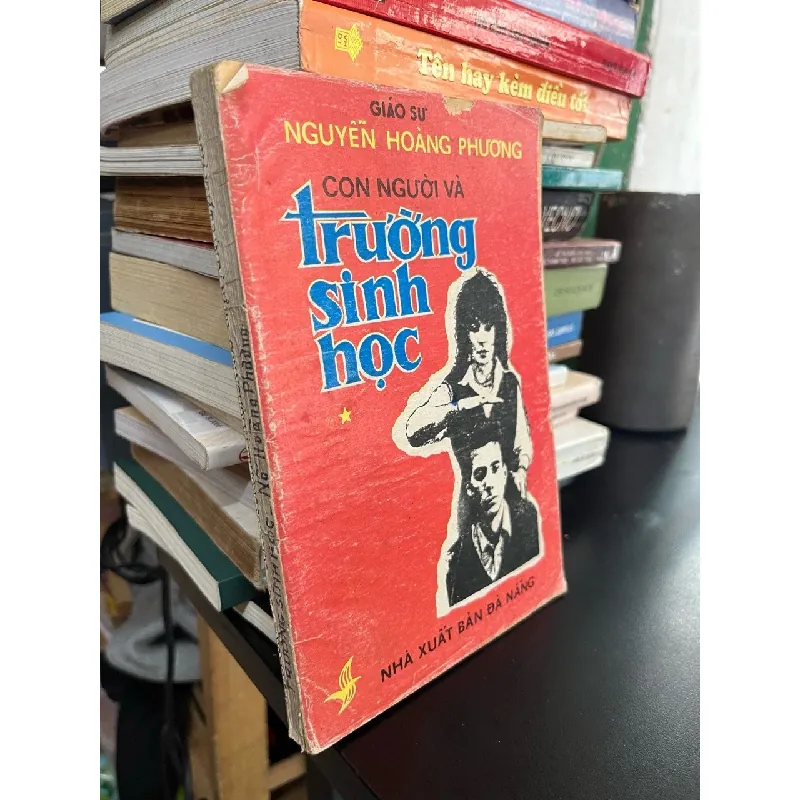 Tên hay kèm điều tốt
GIÁO SƯ
NGUYỄN HOÀNG PHƯƠNG
CON NGƯỜI VÀ
trường
sinh
học
NHÀ XUẤT BẢN ĐÀ NẴNG